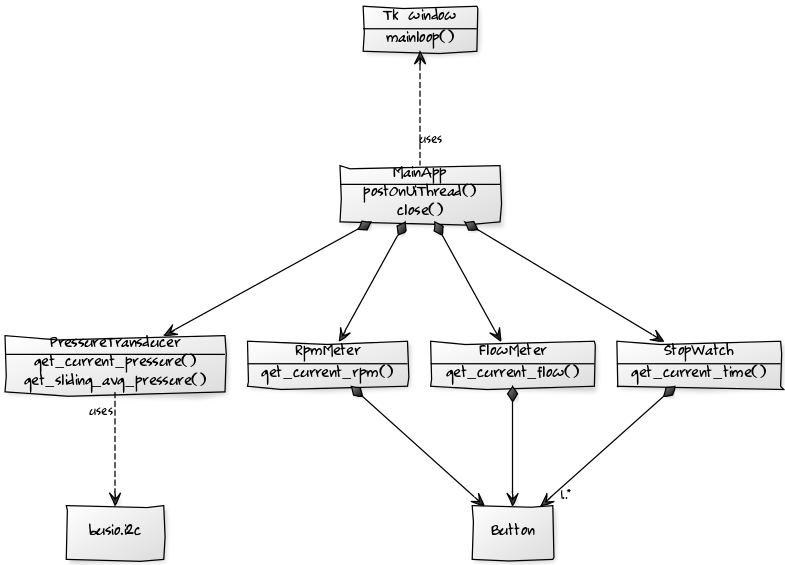 Tk window
mainloop()
uses
MainApp
postOnUiThread()
close()
PressureTransducer
get_current_pressure()
get_sliding_avg_pressure()
RpmMeter
get_current_rpm()
FlowMeter
get_current_flow()
StopWatch
get_current_time()
uses
1..*
busio.i2c
Button